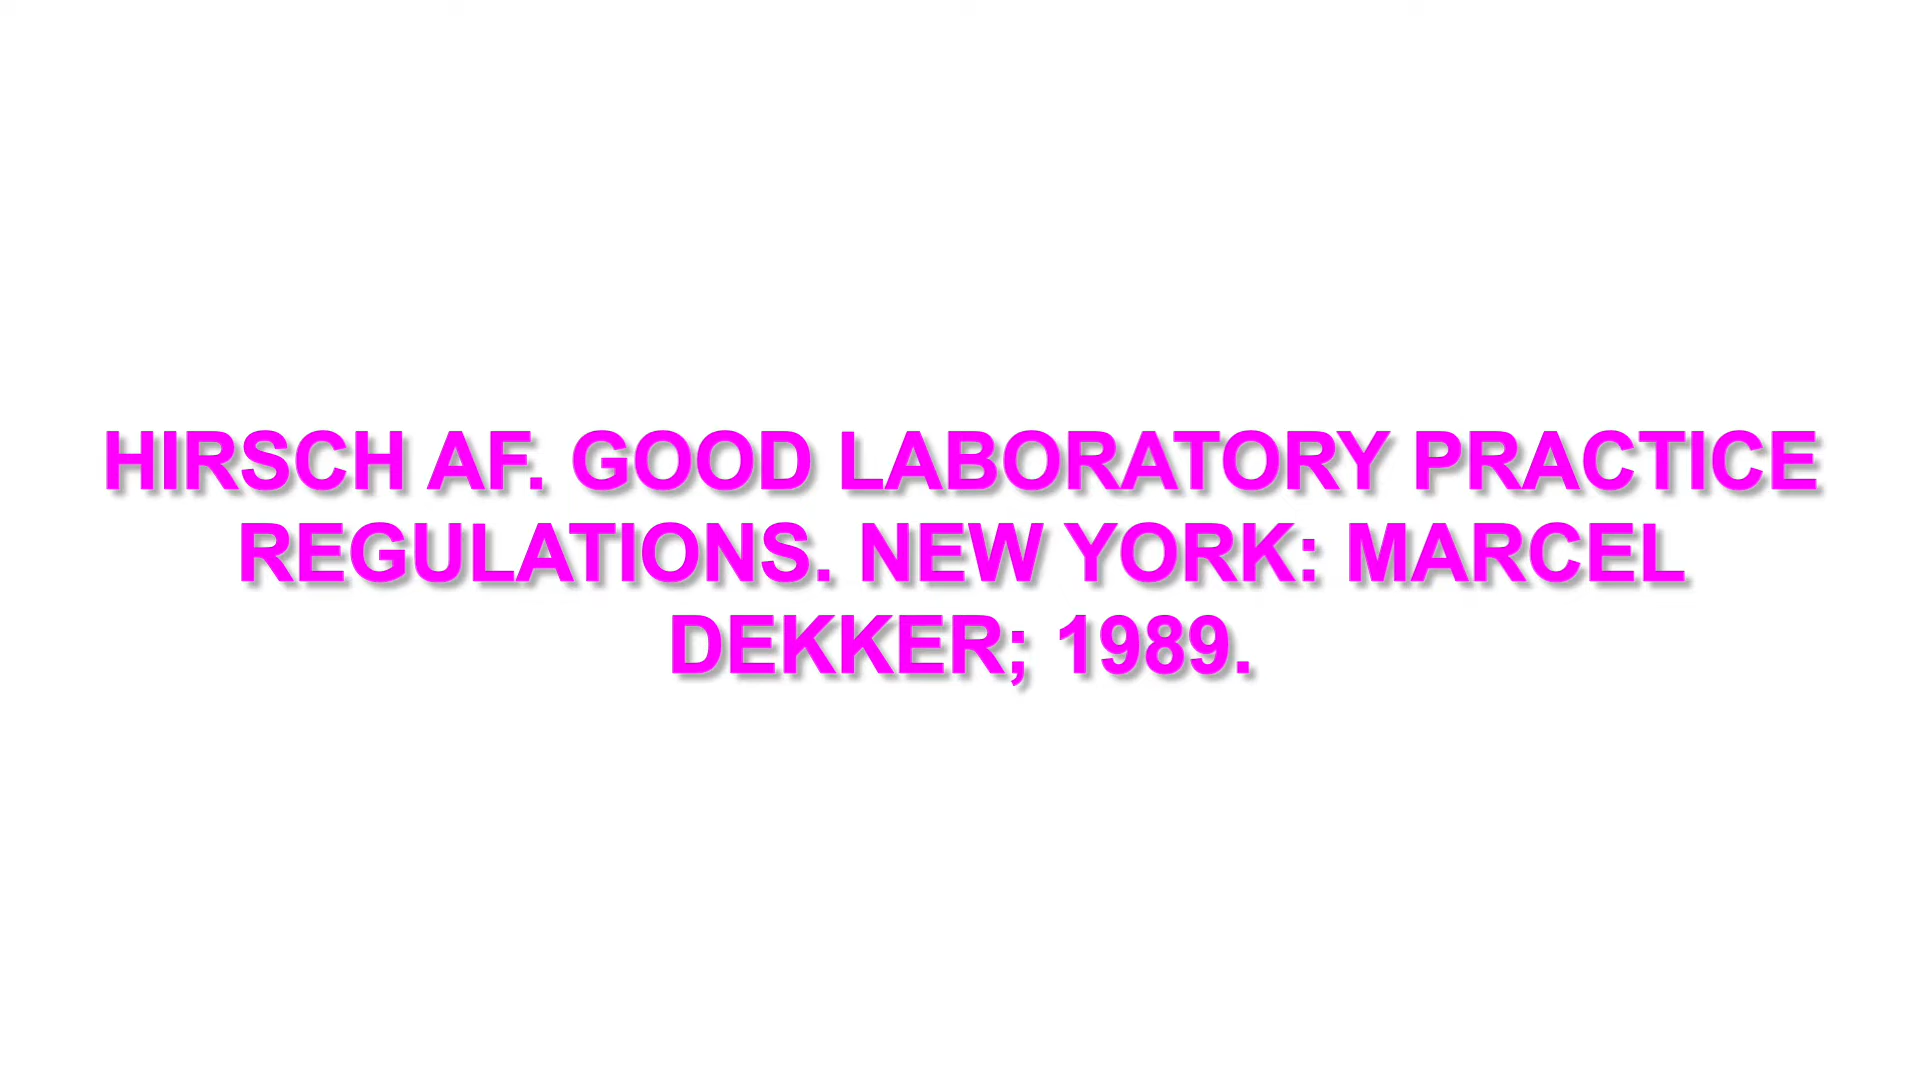 HIRSCH AF. GOOD LABORATORY PRACTICE
REGULATIONS. NEW YORK: MARCEL
DEKKER; 1989.